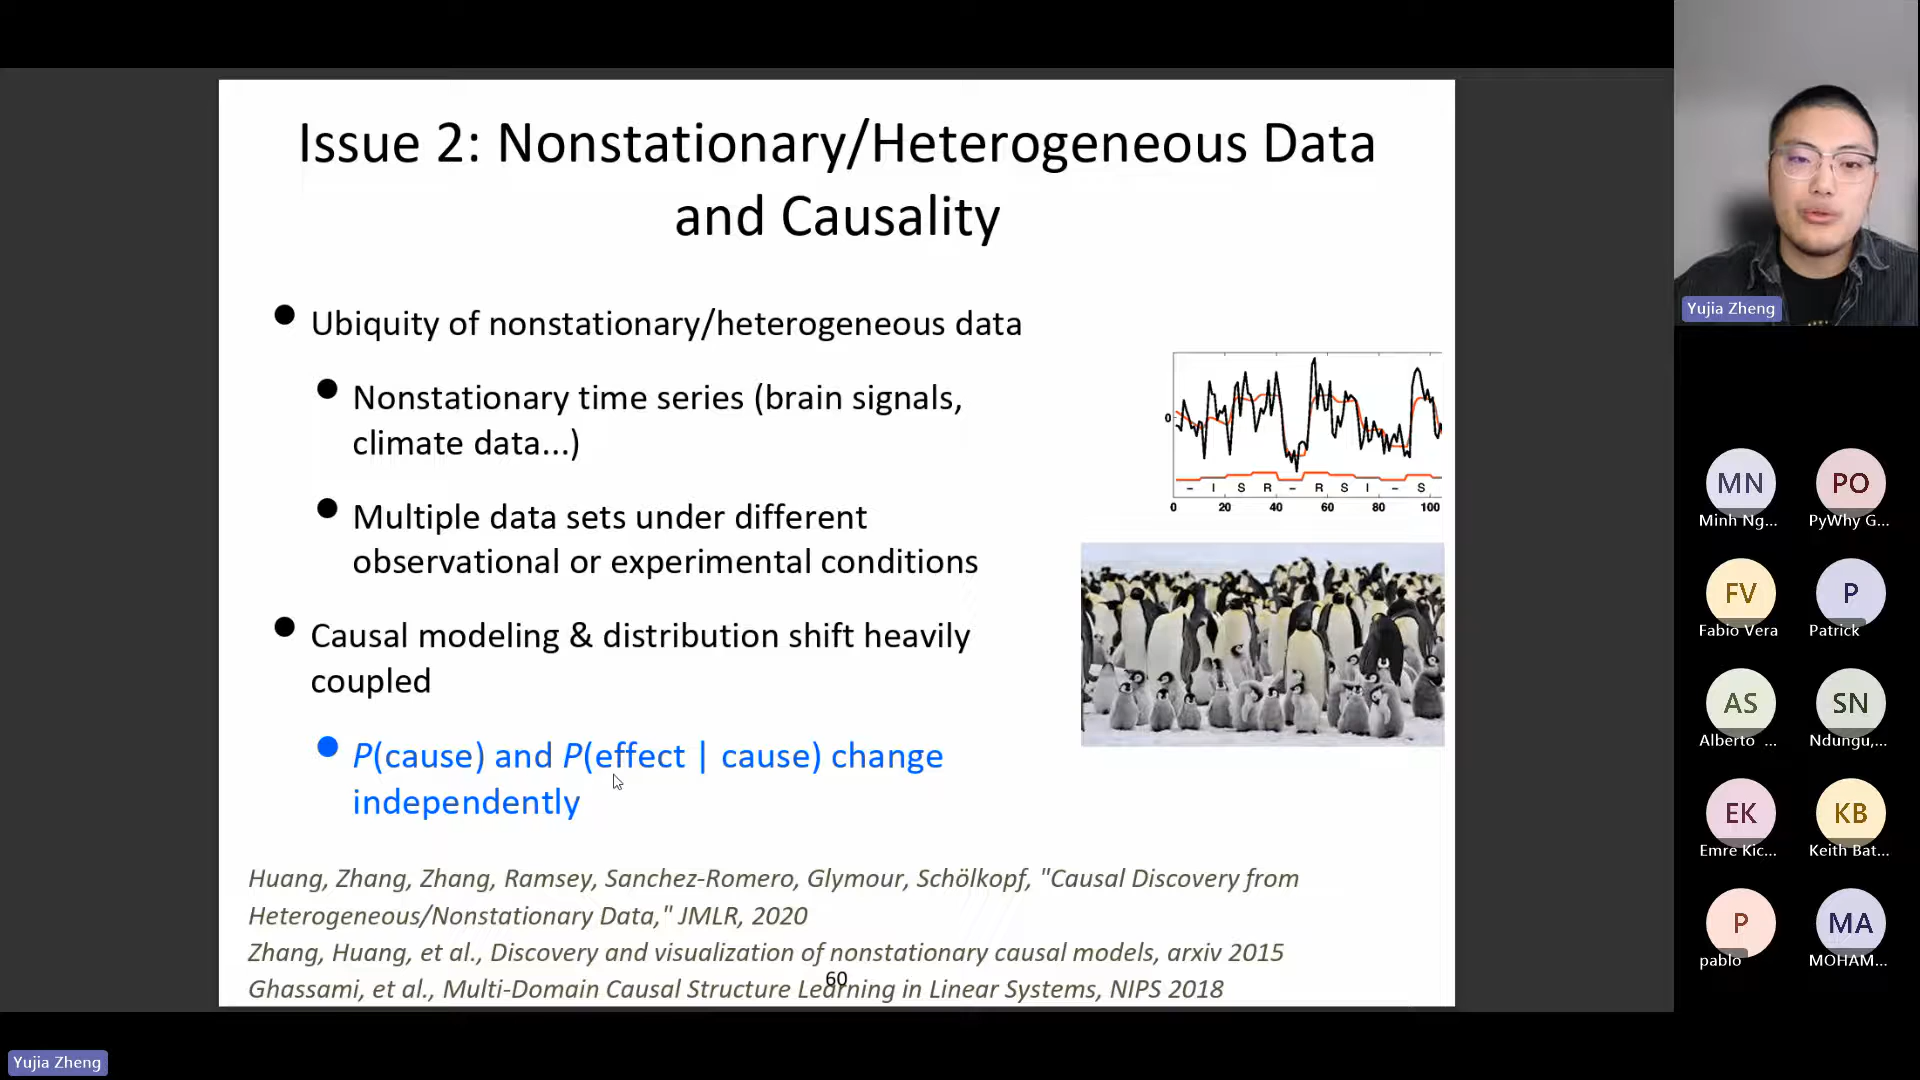 Issue 2: Nonstationary/Heterogeneous Data
and Causality
Ubiquity of nonstationary/heterogeneous data
Nonstationary time series (brain signals,
climate data...)
Multiple data sets under different
observational or experimental conditions
Causal modeling & distribution shift heavily
coupled
P(cause) and P(effect | cause) change
independently
0
- I S R - R S I - S
0 20 40 60 80 100
Huang, Zhang, Zhang, Ramsey, Sanchez-Romero, Glymour, Schölkopf, "Causal Discovery from
Heterogeneous/Nonstationary Data," JMLR, 2020
Zhang, Huang, et al., Discovery and visualization of nonstationary causal models, arxiv 2015
60
Ghassami, et al., Multi-Domain Causal Structure Learning in Linear Systems, NIPS 2018
Yujia Zheng
MN PO
Minh Ng... PyWhy G...
FV P
Fabio Vera Patrick
AS SN
Alberto ... Ndungu,...
EK KB
Emre Kic... Keith Bat...
P MA
pablo MOHAM...
Yujia Zheng